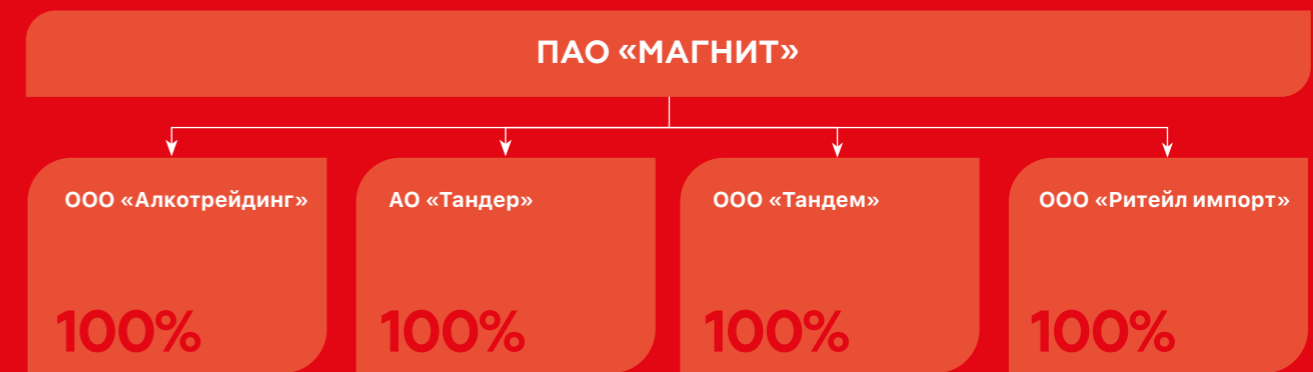 ПАО «МАГНИТ»
ООО «Алкотрейдинг»
АО «Тандер»
ООО «Тандем»
ООО «Ритейл импорт»
100%
100%
100%
100%